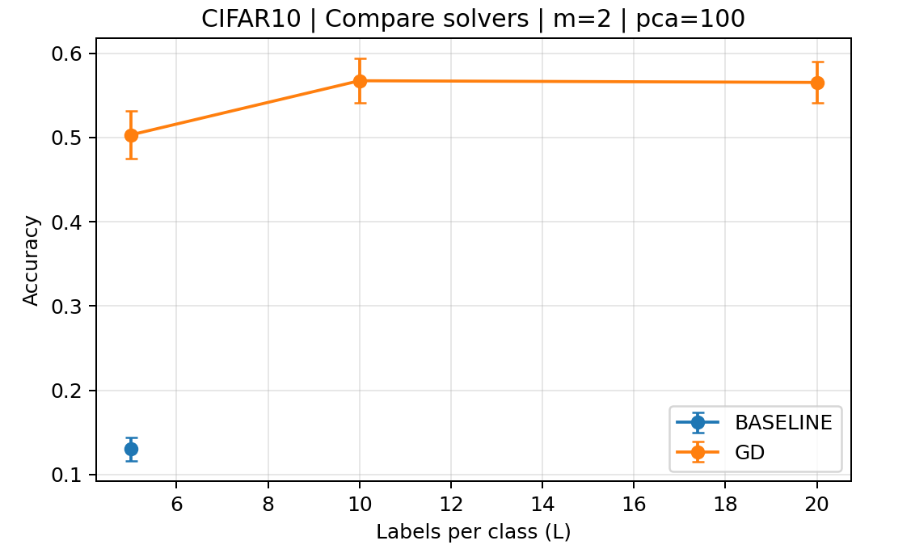 CIFAR10 | Compare solvers | m=2 | pca=100
0.6
0.5
0.4
0.3
0.2
0.1
Accuracy
BASELINE
GD
6 8 10 12 14 16 18 20
Labels per class (L)